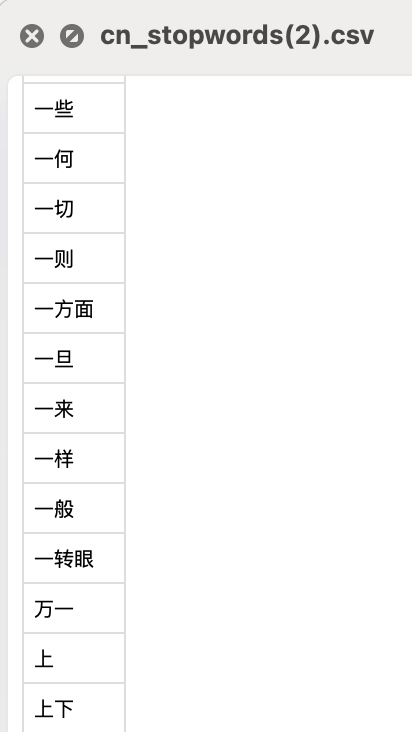 cn_stopwords(2).csv
一些
一何
一切
一则
一方面
一旦
一来
一样
一般
一转眼
万一
上
上下